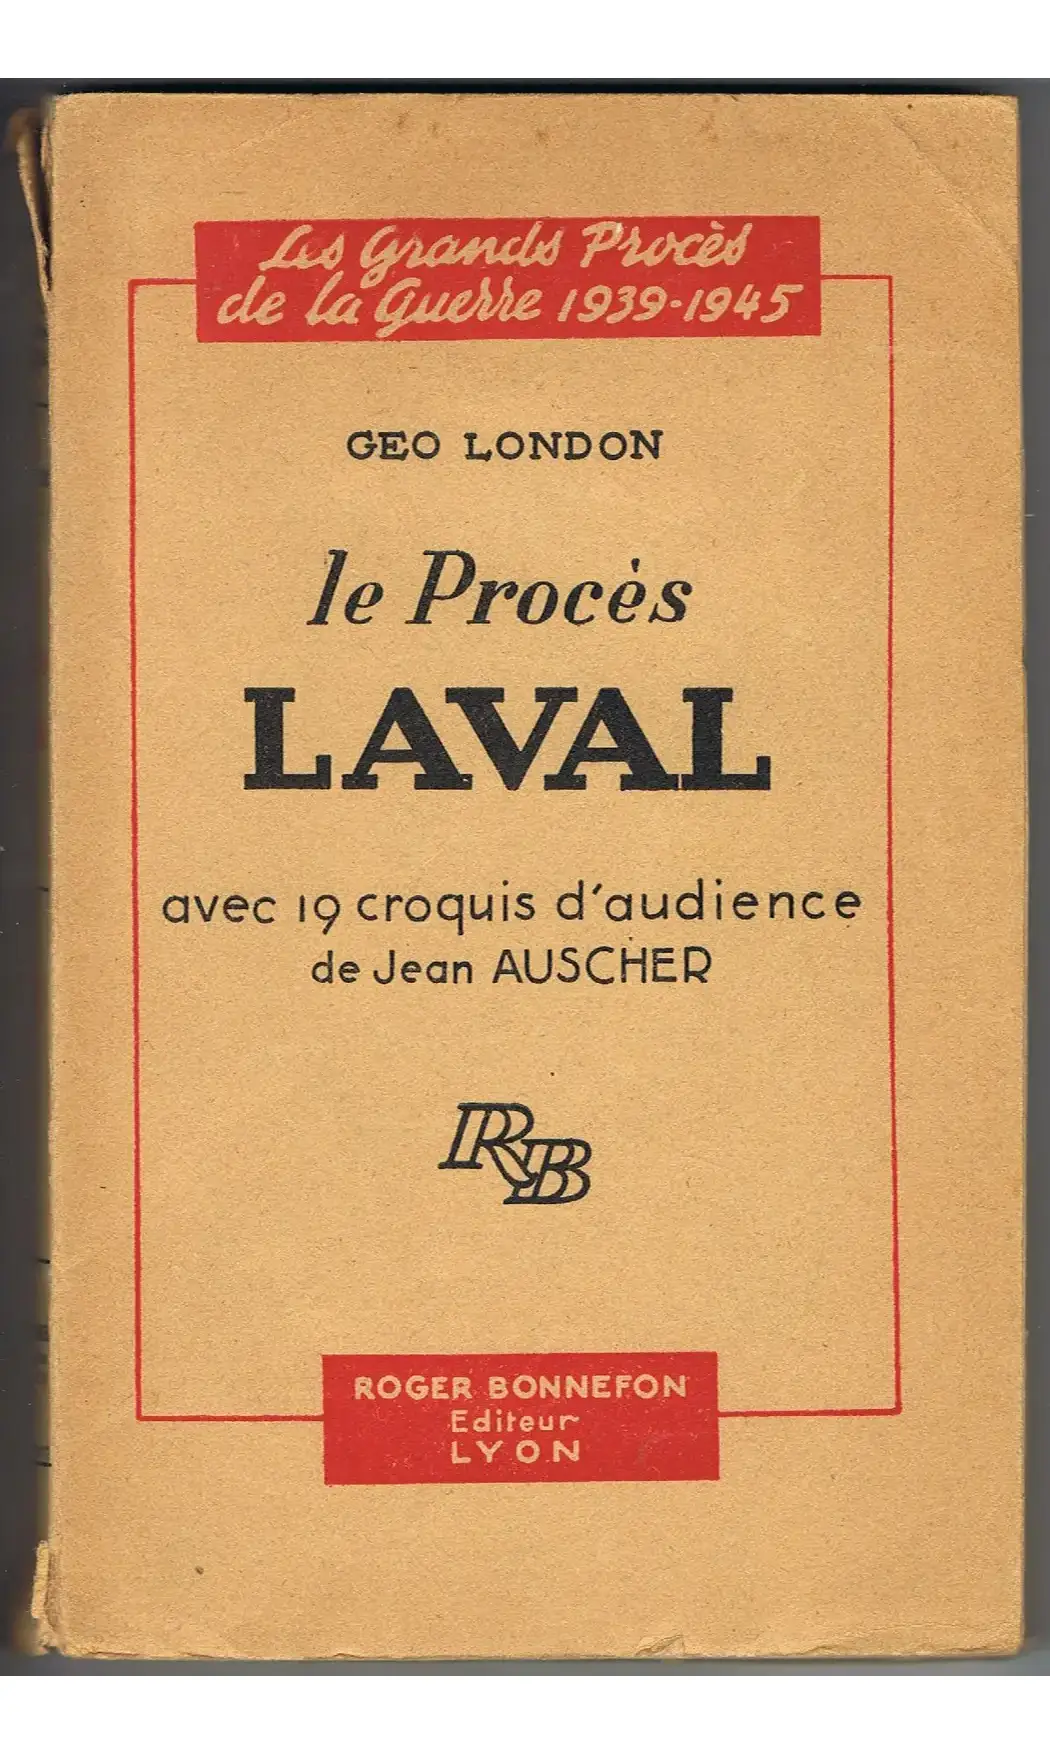 Les Grands Procès
de la Guerre 1939-1945
GEO LONDON
le Procès
LAVAL
avec 19 croquis d'audience
de Jean AUSCHER
RB
ROGER BONNEFON
Editeur
LYON